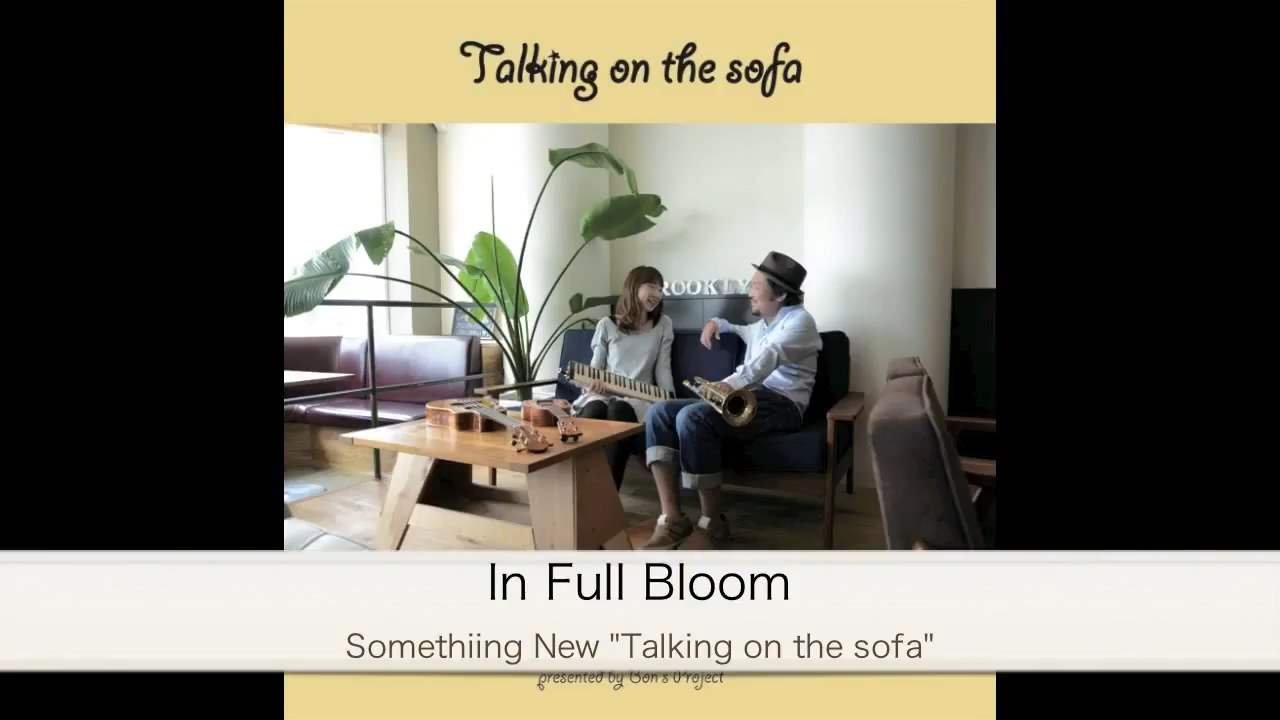 Talking on the sofa
ROOKLY
In Full Bloom
Somethiing New "Talking on the sofa"
presented by Bon's Project